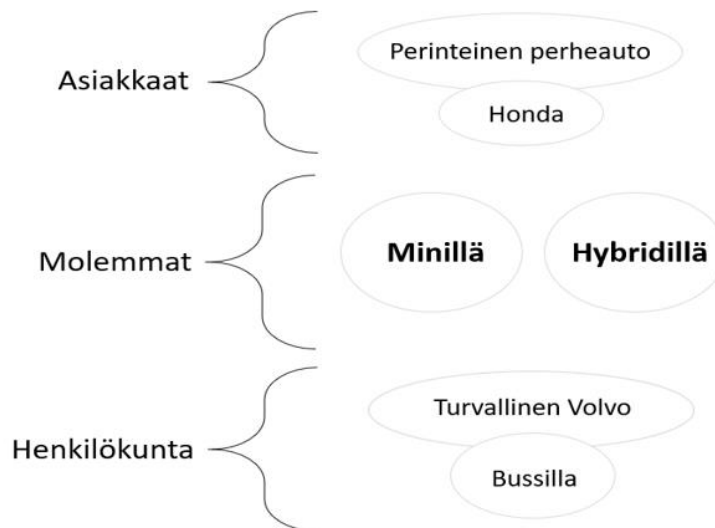 Asiakkaat
Perinteinen perheauto
Honda
Molemmat
Minillä
Hybridillä
Henkilökunta
Turvallinen Volvo
Bussilla